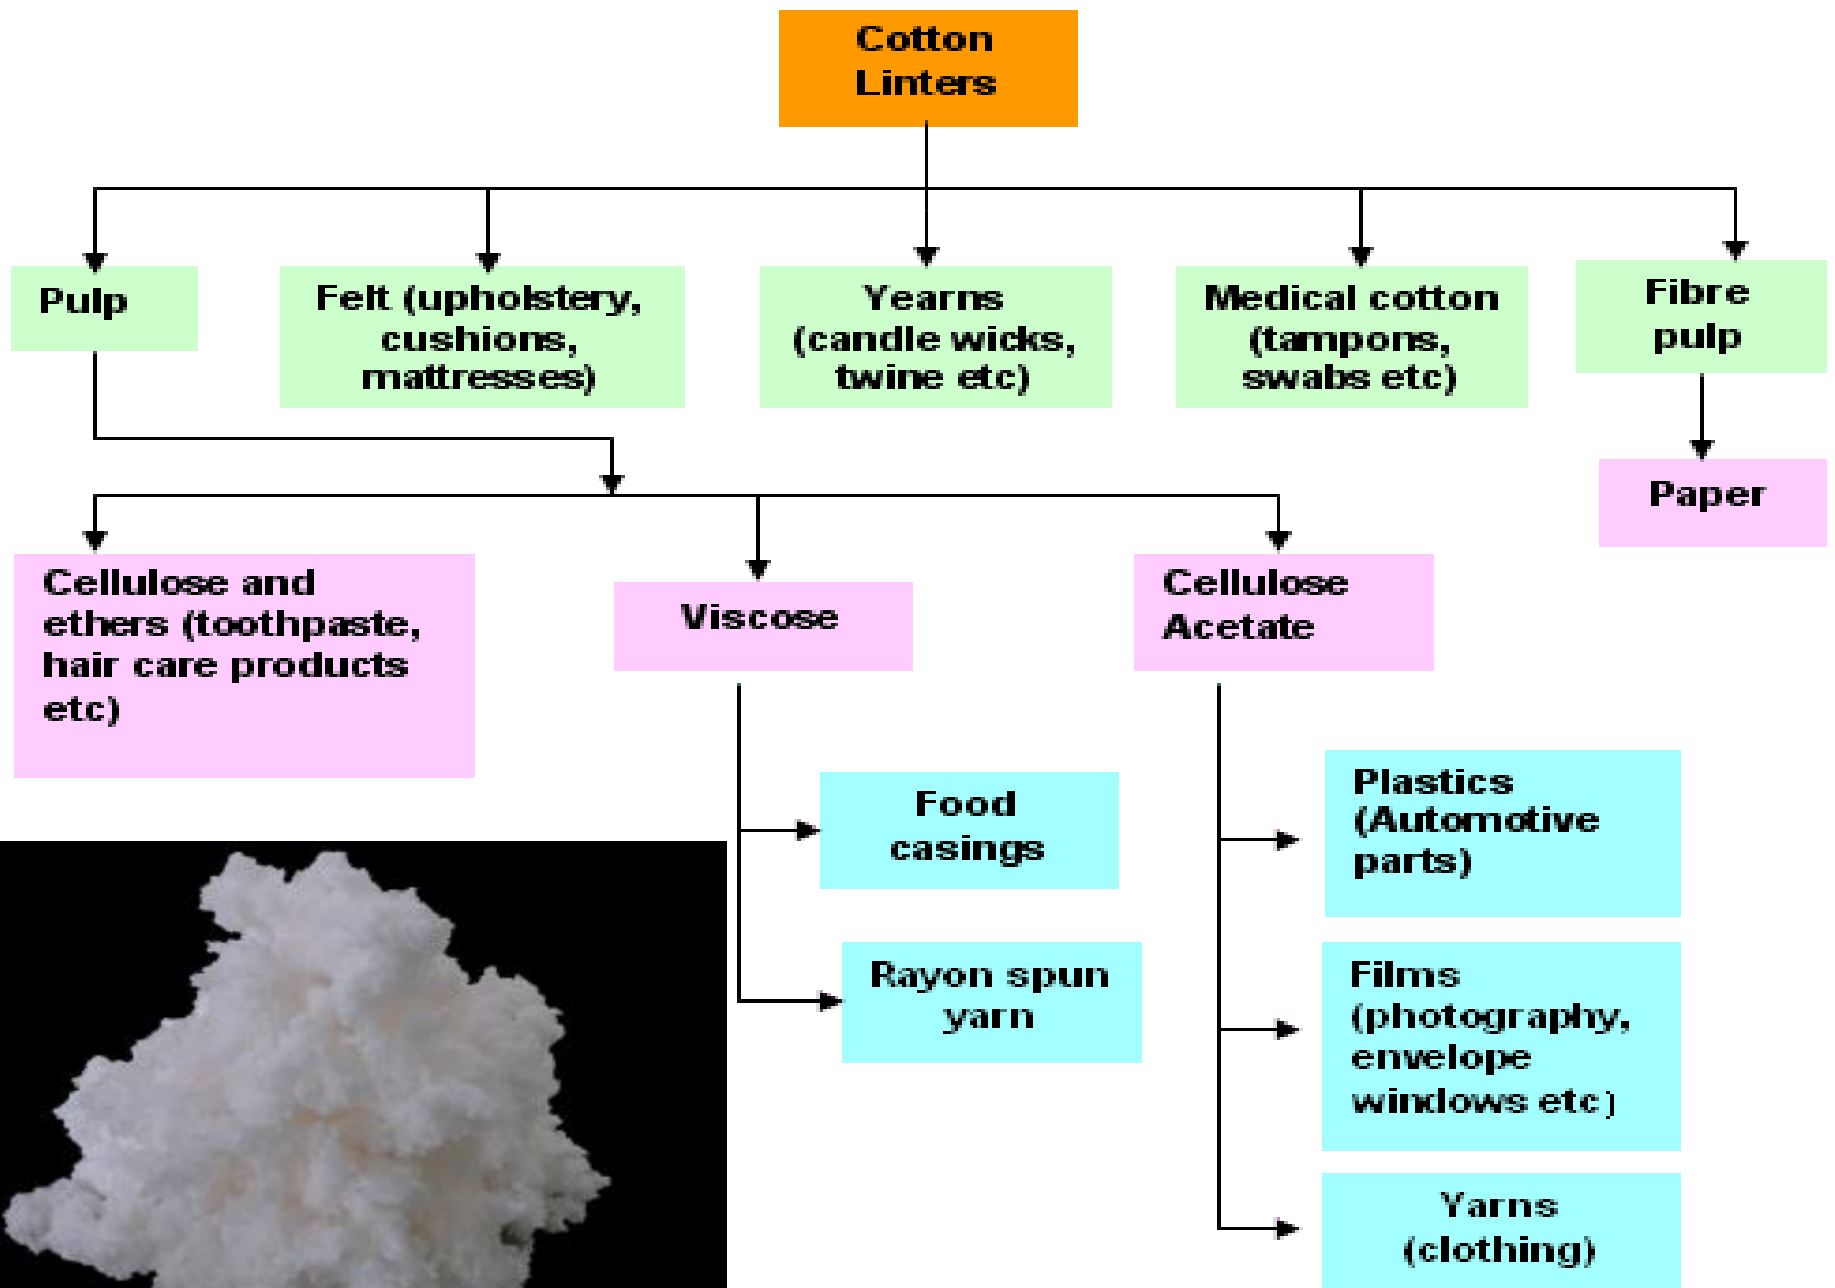 Cotton
Linters
Pulp
Felt (upholstery,
cushions,
mattresses)
Yearns
(candle wicks,
twine etc)
Medical cotton
(tampons,
swabs etc)
Fibre
pulp
Paper
Cellulose and
ethers (toothpaste,
hair care products
etc)
Viscose
Cellulose
Acetate
Food
casings
Rayon spun
yarn
Plastics
(Automotive
parts)
Films
(photography,
envelope
windows etc)
Yarns
(clothing)